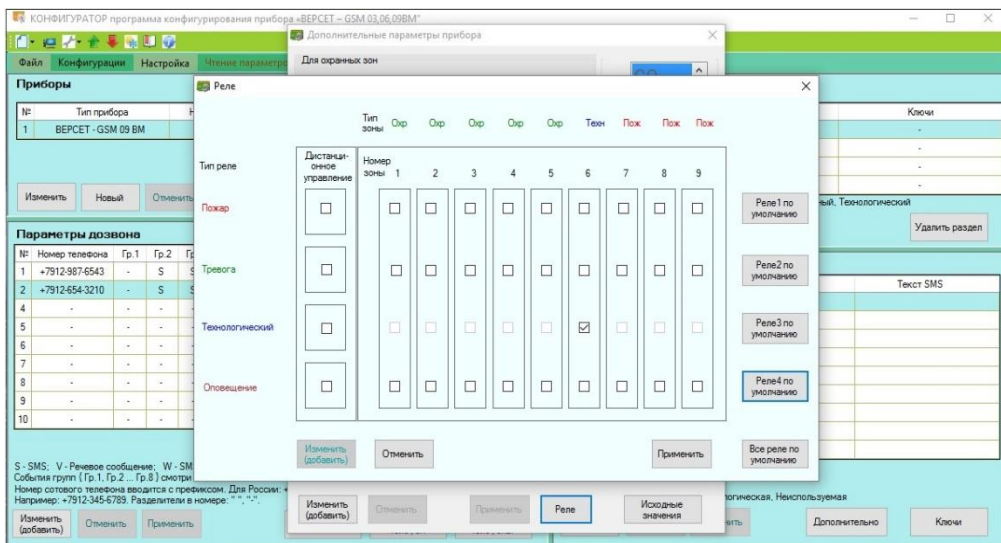 КОНФИГУРАТОР программа конфигурирования прибора «ВЕРСЕТ – GSM 03,06,09ВМ"
Дополнительные параметры прибора
Файл Конфигурации Настройка Чтение параметро
Для охранных зон
Приборы
№ Тип прибора
1 ВЕРСЕТ - GSM 09 ВМ
Изменить Новый Отменить
Ключи
-
-
-
-
ный, Технологический
Удалить раздел
Реле
Тип зоны Охр Охр Охр Охр Охр Техн Пож Пож Пож
Тип реле
Дистанци-
онное
управление
Номер
зоны 1 2 3 4 5 6 7 8 9
Пожар
Реле1 по
умолчанию
Тревога
Реле2 по
умолчанию
Технологический
Реле3 по
умолчанию
Оповещение
Реле4 по
умолчанию
Изменить
(добавить)
Отменить
Применить
Все реле по
умолчанию
Параметры дозвона
№ Номер телефона Гр.1 Гр.2 Гр
1 +7912-987-6543 - S S
2 +7912-654-3210 - S S
4 - - -
5 - - -
6 - - -
7 - - -
8 - - -
9 - - -
10 - - -
S - SMS; V - Речевое сообщение; W - SM
События групп ( Гр.1, Гр.2 ... Гр.8 ) смотри
Номер сотового телефона вводится с префиксом. Для России: +
Например: +7912-345-6789. Разделители в номере: " ", "-".
Изменить
(добавить)
Отменить
Применить
Изменить
(добавить)
Отменить
Применить
Реле
Исходные
значения
Текст SMS
логическая, Неиспользуемая
нить
Дополнительно
Ключи